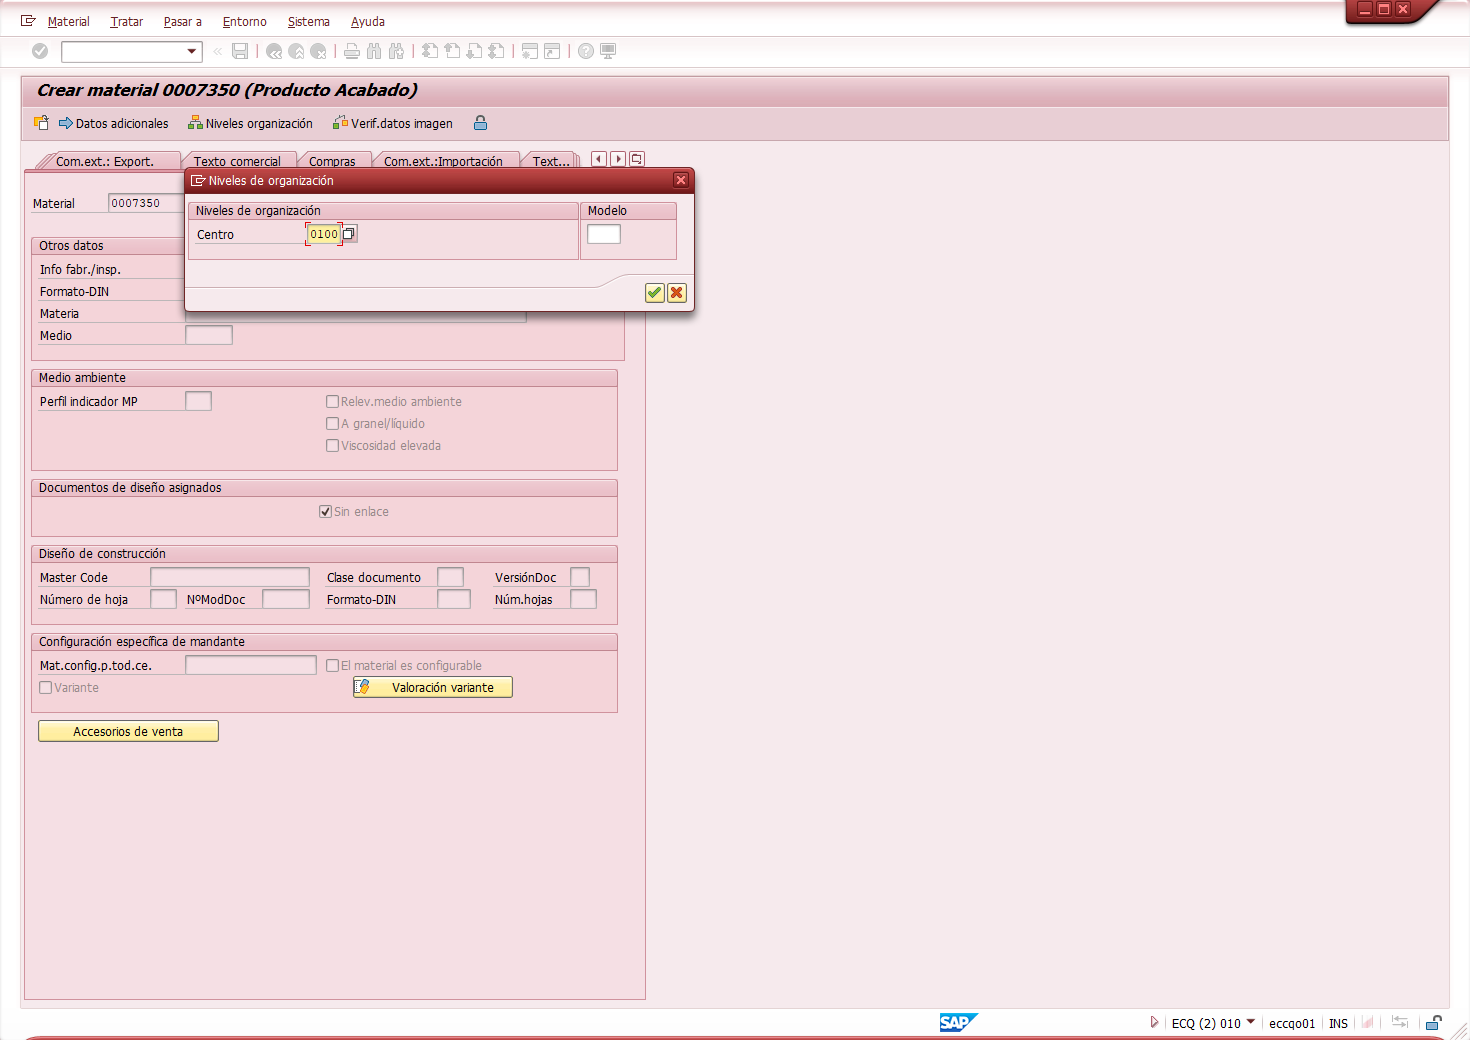 Material Tratar Pasar a Entorno Sistema Ayuda
Crear material 0007350 (Producto Acabado)
Datos adicionales Niveles organización Verif.datos imagen
Com.ext.: Export. Texto comercial Compras Com.ext.:Importación Text...
Niveles de organización
Material 0007350
Niveles de organización Modelo
Centro 0100
Otros datos
Info fabr./insp.
Formato-DIN
Materia
Medio
Medio ambiente
Perfil indicador MP Relev.medio ambiente
A granel/líquido
Viscosidad elevada
Documentos de diseño asignados
Sin enlace
Diseño de construcción
Master Code Clase documento VersiónDoc
Número de hoja NºModDoc Formato-DIN Núm.hojas
Configuración específica de mandante
Mat.config.p.tod.ce. El material es configurable
Variante Valoración variante
Accesorios de venta
SAP ECQ (2) 010 eccqo01 INS